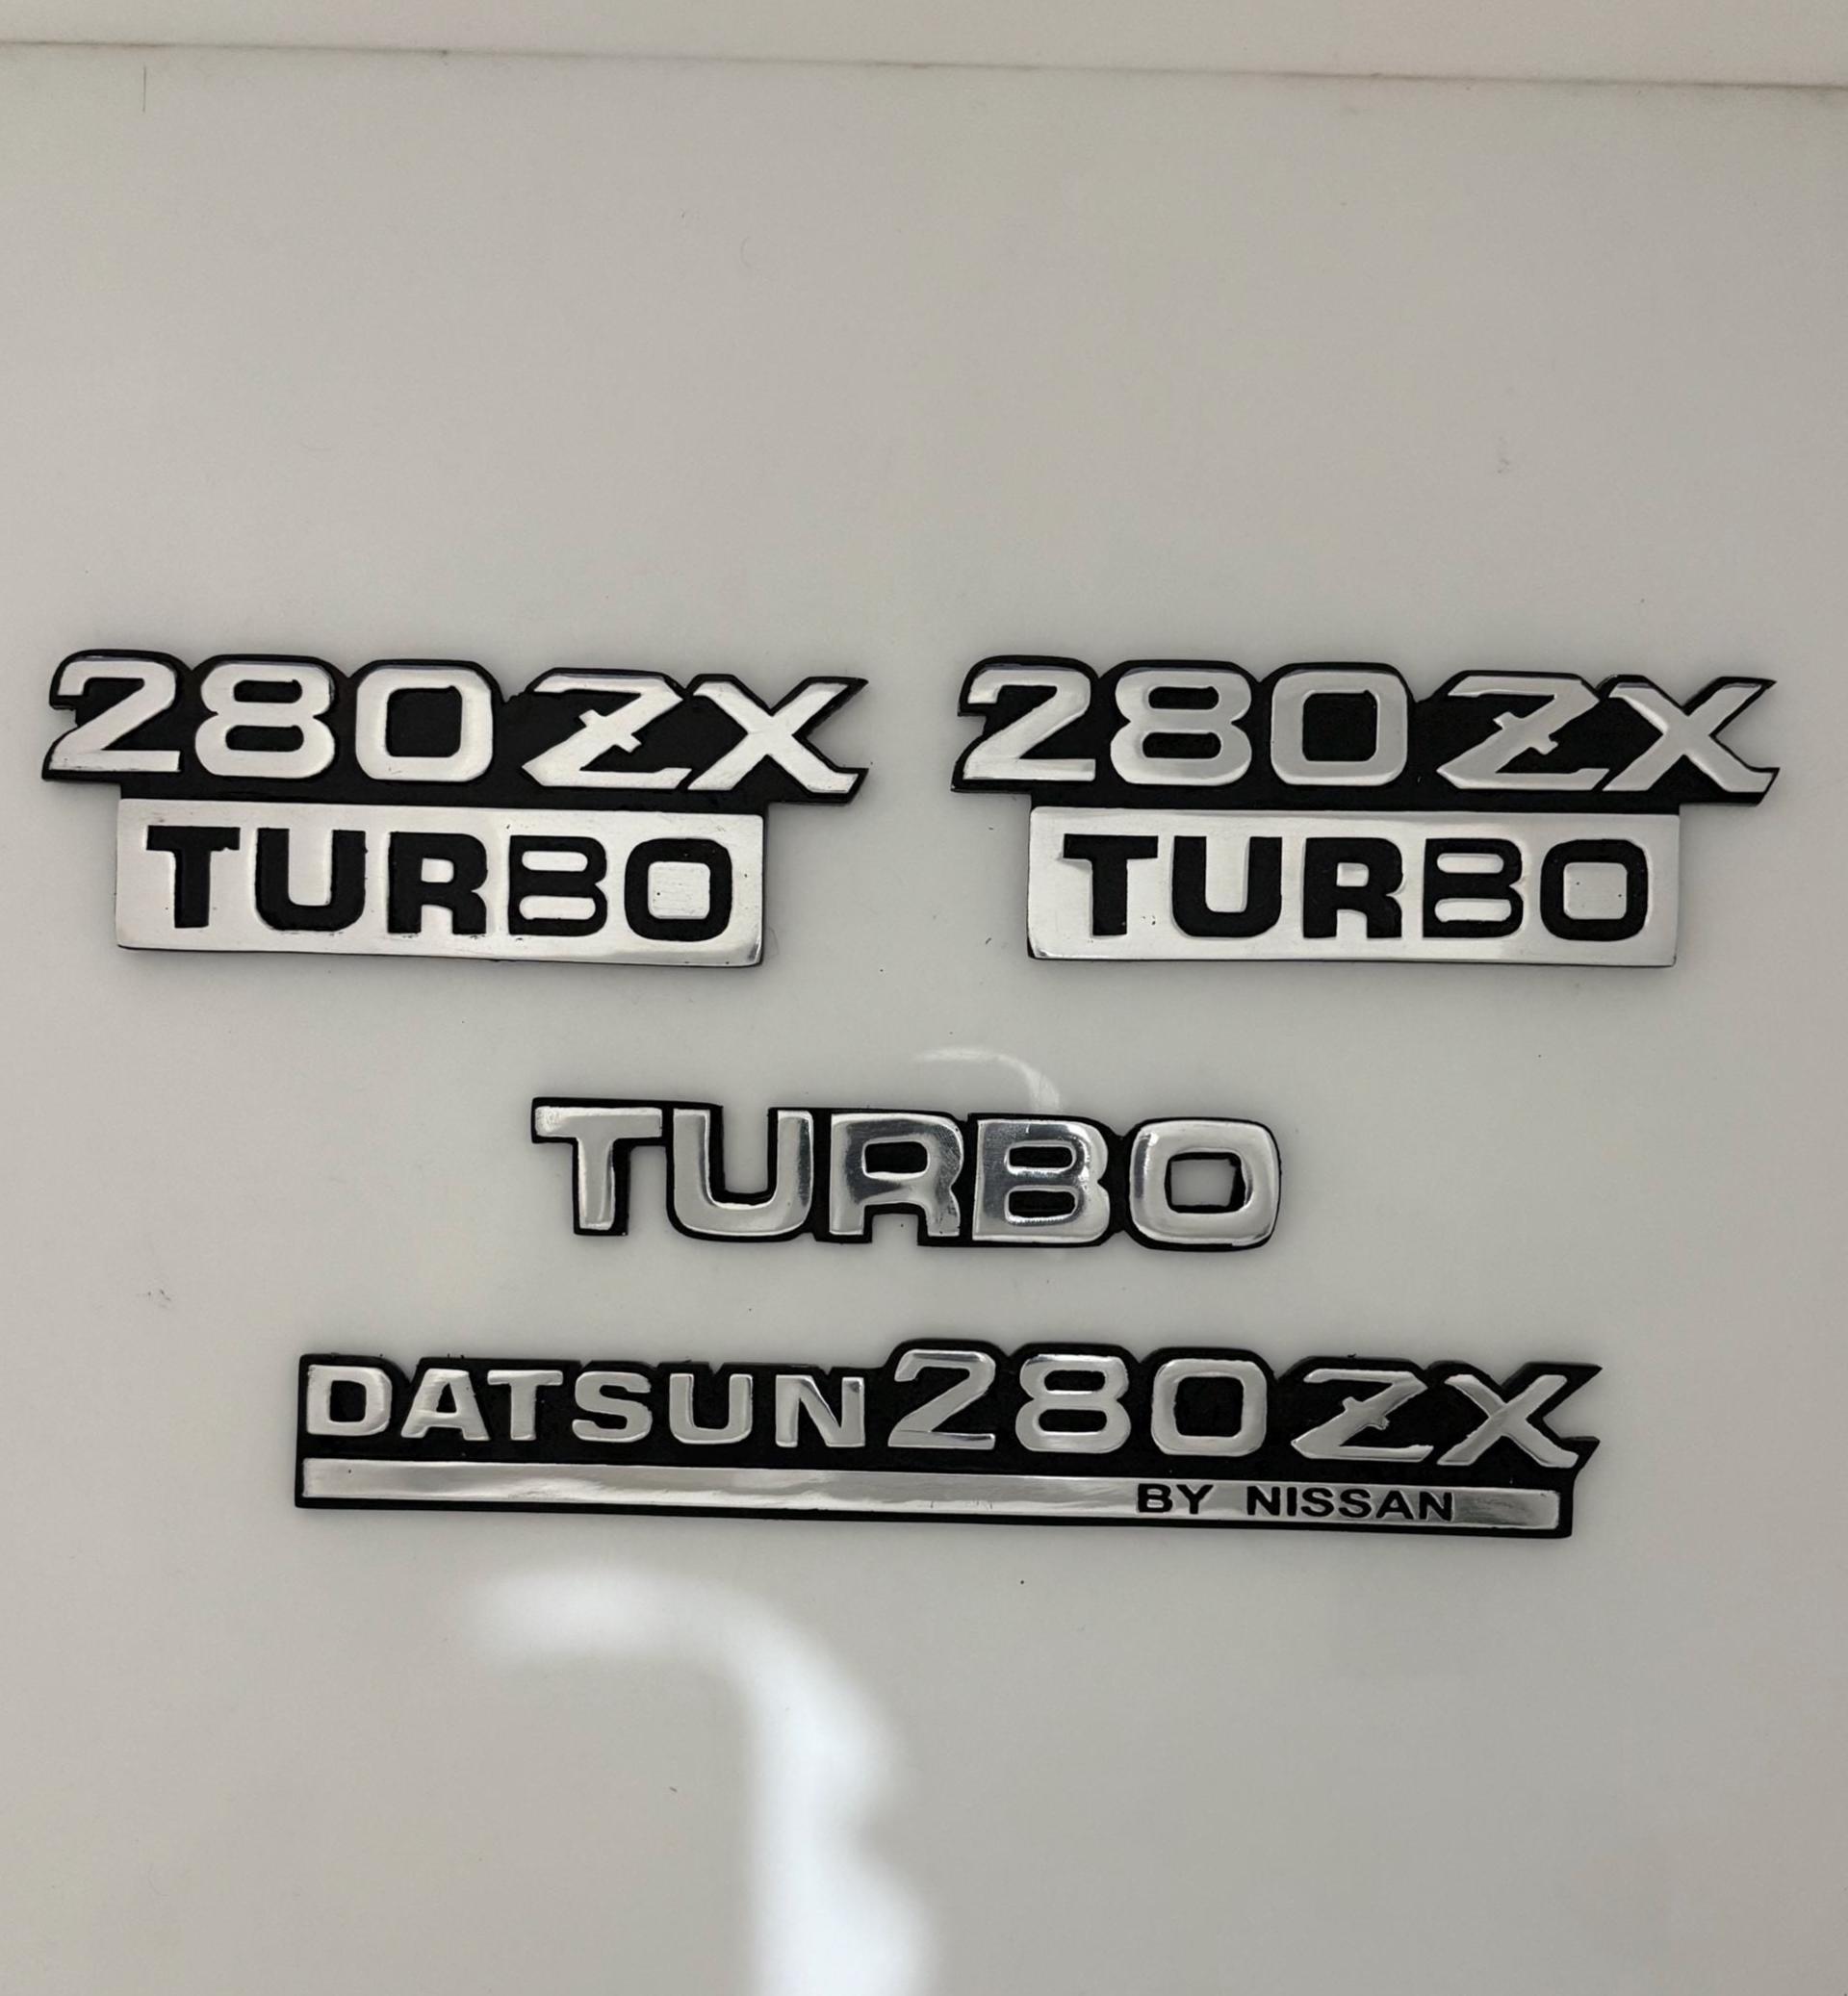 280ZX
TURBO
280ZX
TURBO
TURBO
DATSUN 280ZX
BY NISSAN